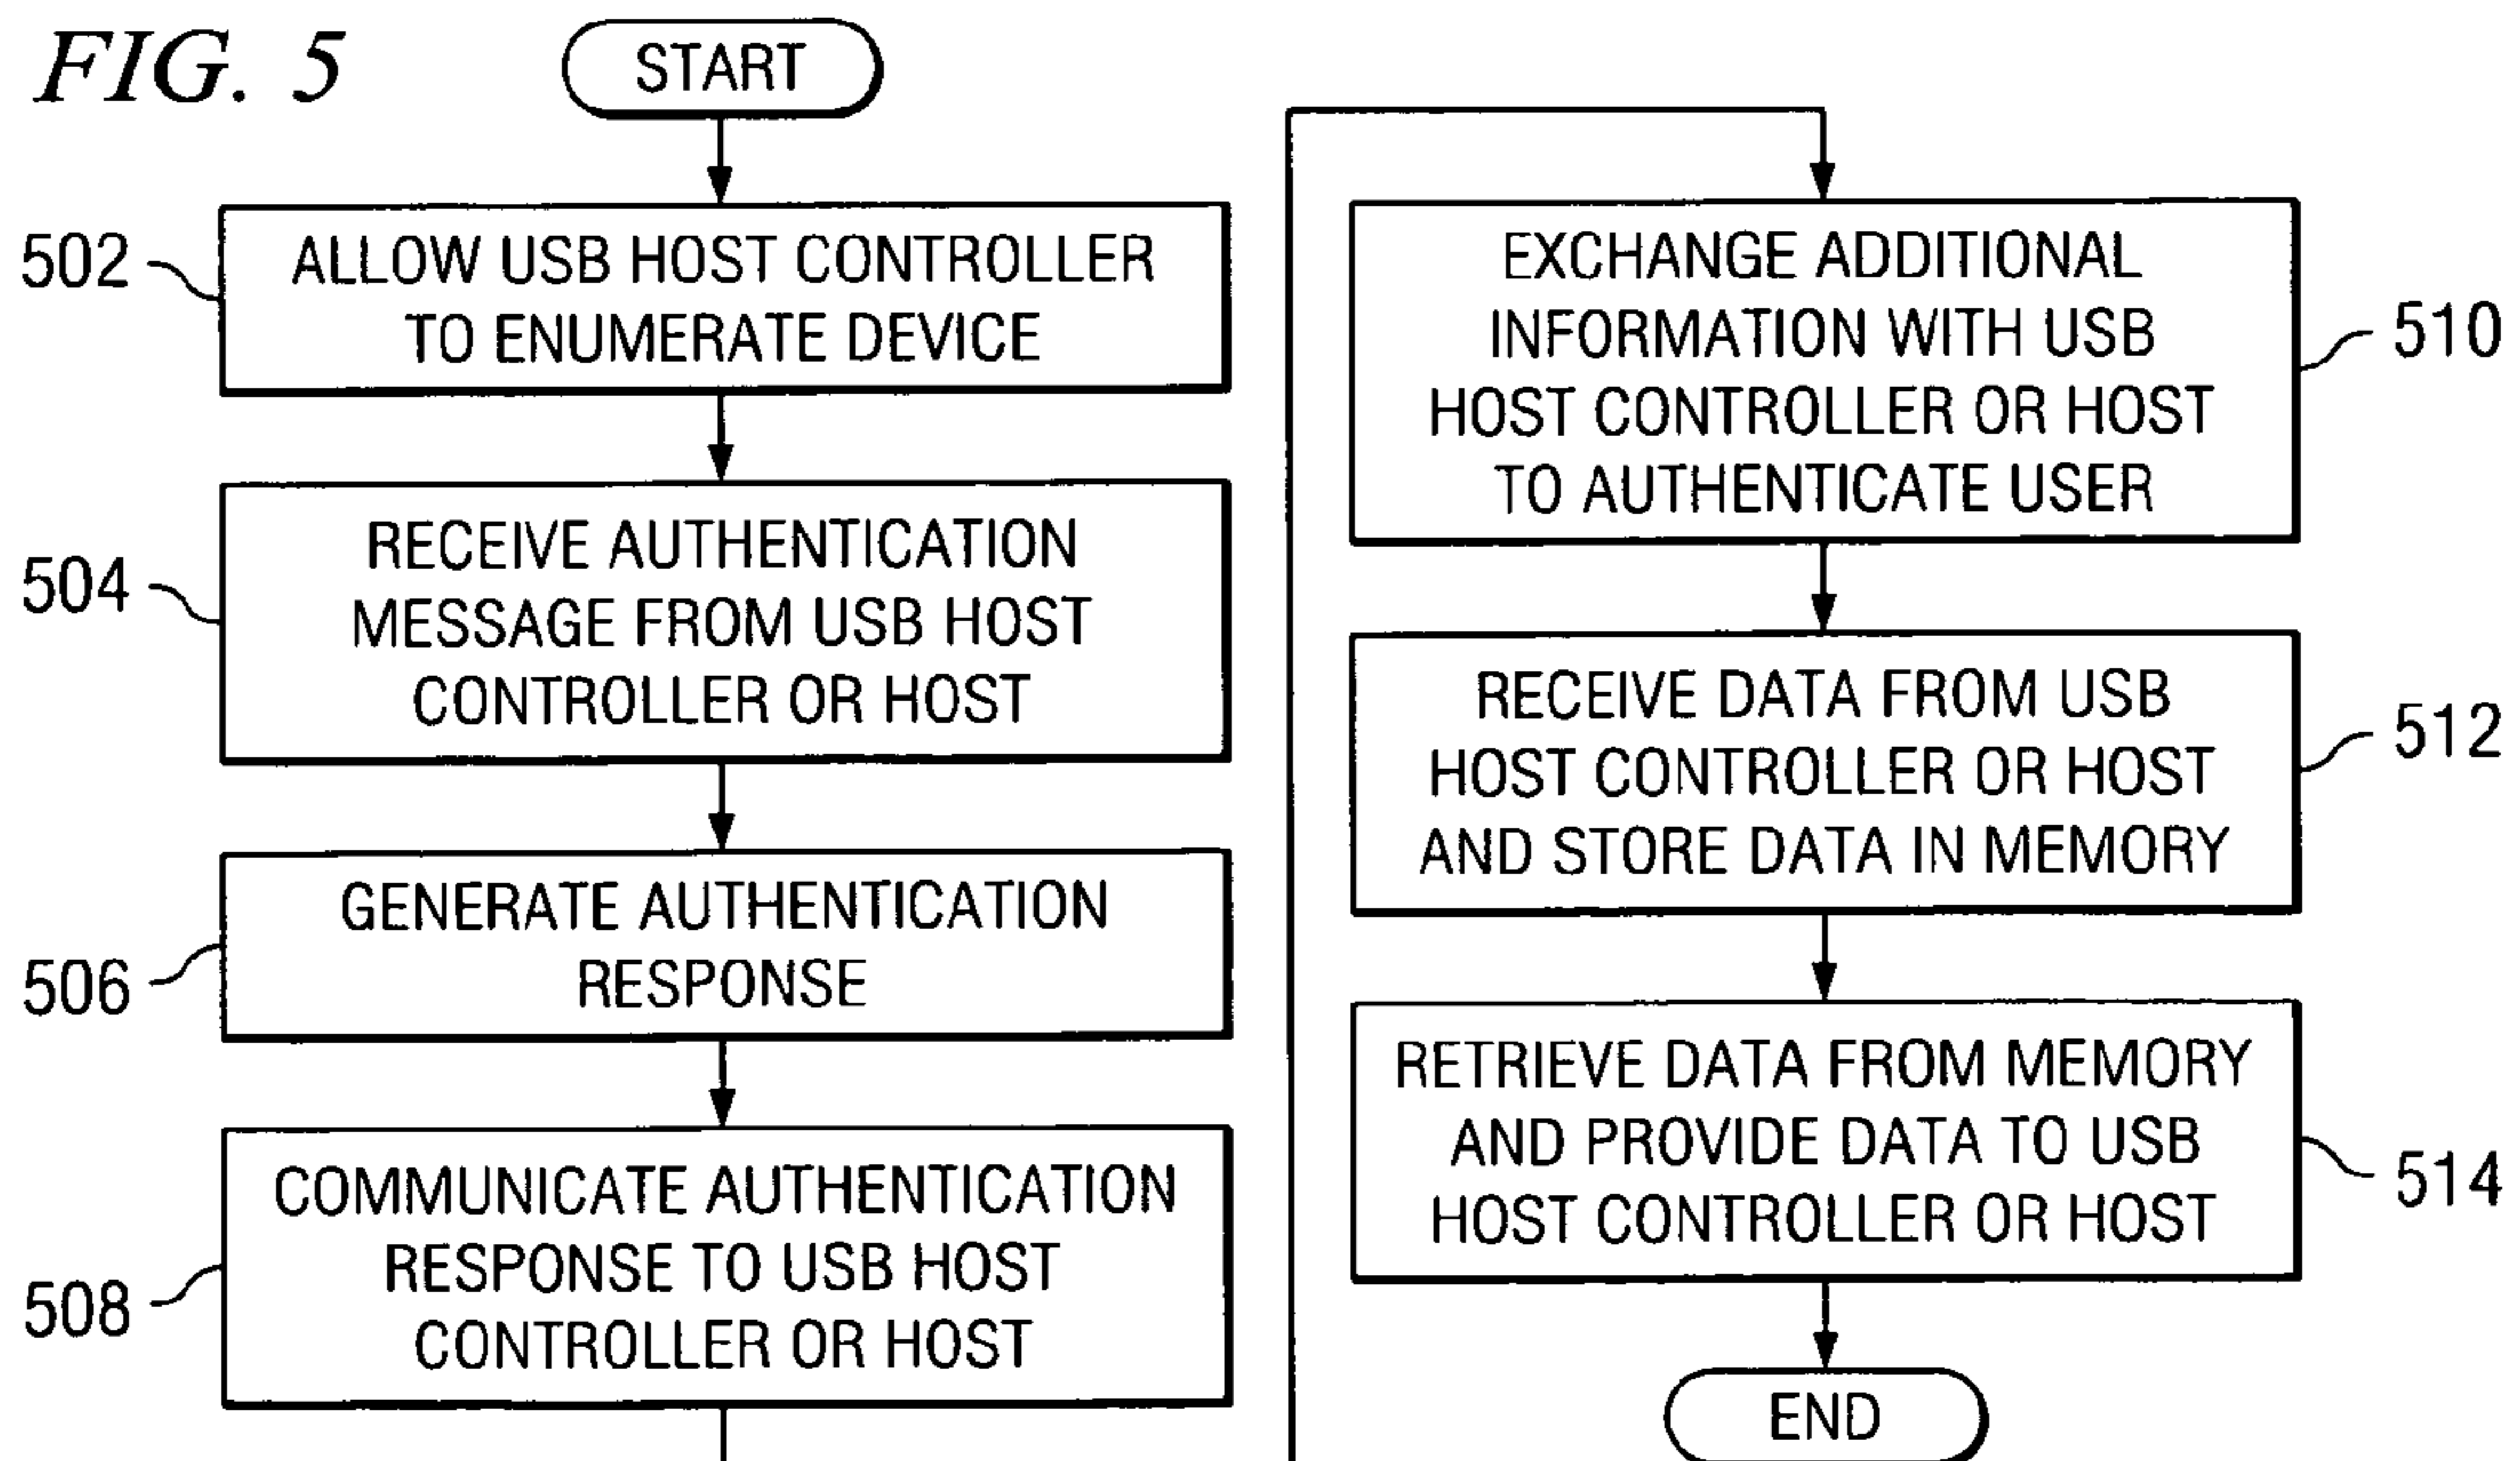 FIG. 5
START
502
ALLOW USB HOST CONTROLLER
TO ENUMERATE DEVICE
504
RECEIVE AUTHENTICATION
MESSAGE FROM USB HOST
CONTROLLER OR HOST
506
GENERATE AUTHENTICATION
RESPONSE
508
COMMUNICATE AUTHENTICATION
RESPONSE TO USB HOST
CONTROLLER OR HOST
EXCHANGE ADDITIONAL
INFORMATION WITH USB
HOST CONTROLLER OR HOST
TO AUTHENTICATE USER
510
RECEIVE DATA FROM USB
HOST CONTROLLER OR HOST
AND STORE DATA IN MEMORY
512
RETRIEVE DATA FROM MEMORY
AND PROVIDE DATA TO USB
HOST CONTROLLER OR HOST
514
END